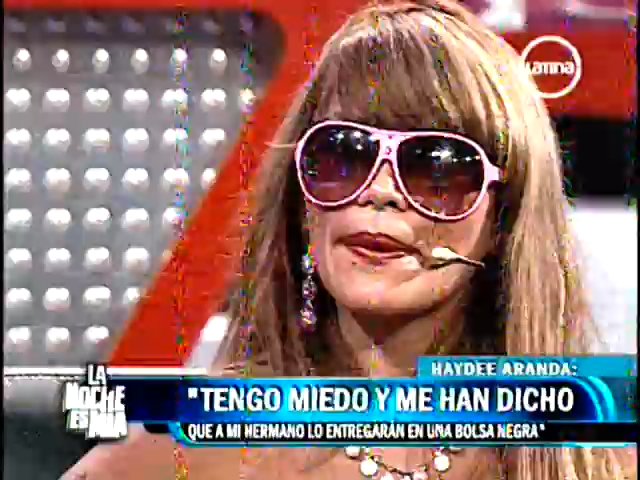 Latina
HAYDEE ARANDA:
"TENGO MIEDO Y ME HAN DICHO
QUE A MI HERMANO LO ENTREGARÁN EN UNA BOLSA NEGRA"
LA
NOCHE
ES
MIA